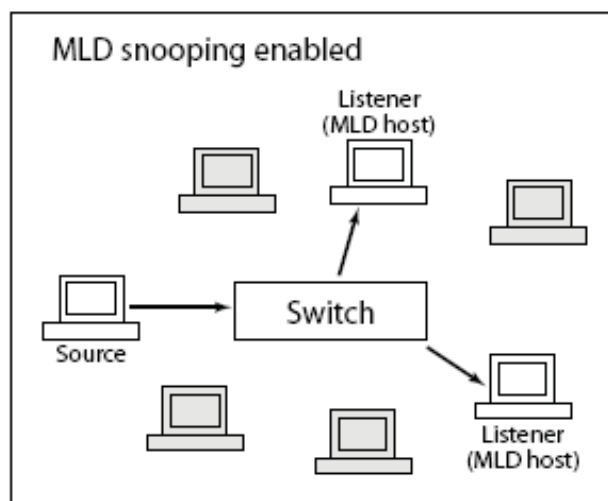 MLD snooping enabled
Listener
(MLD host)
Switch
Source
Listener
(MLD host)